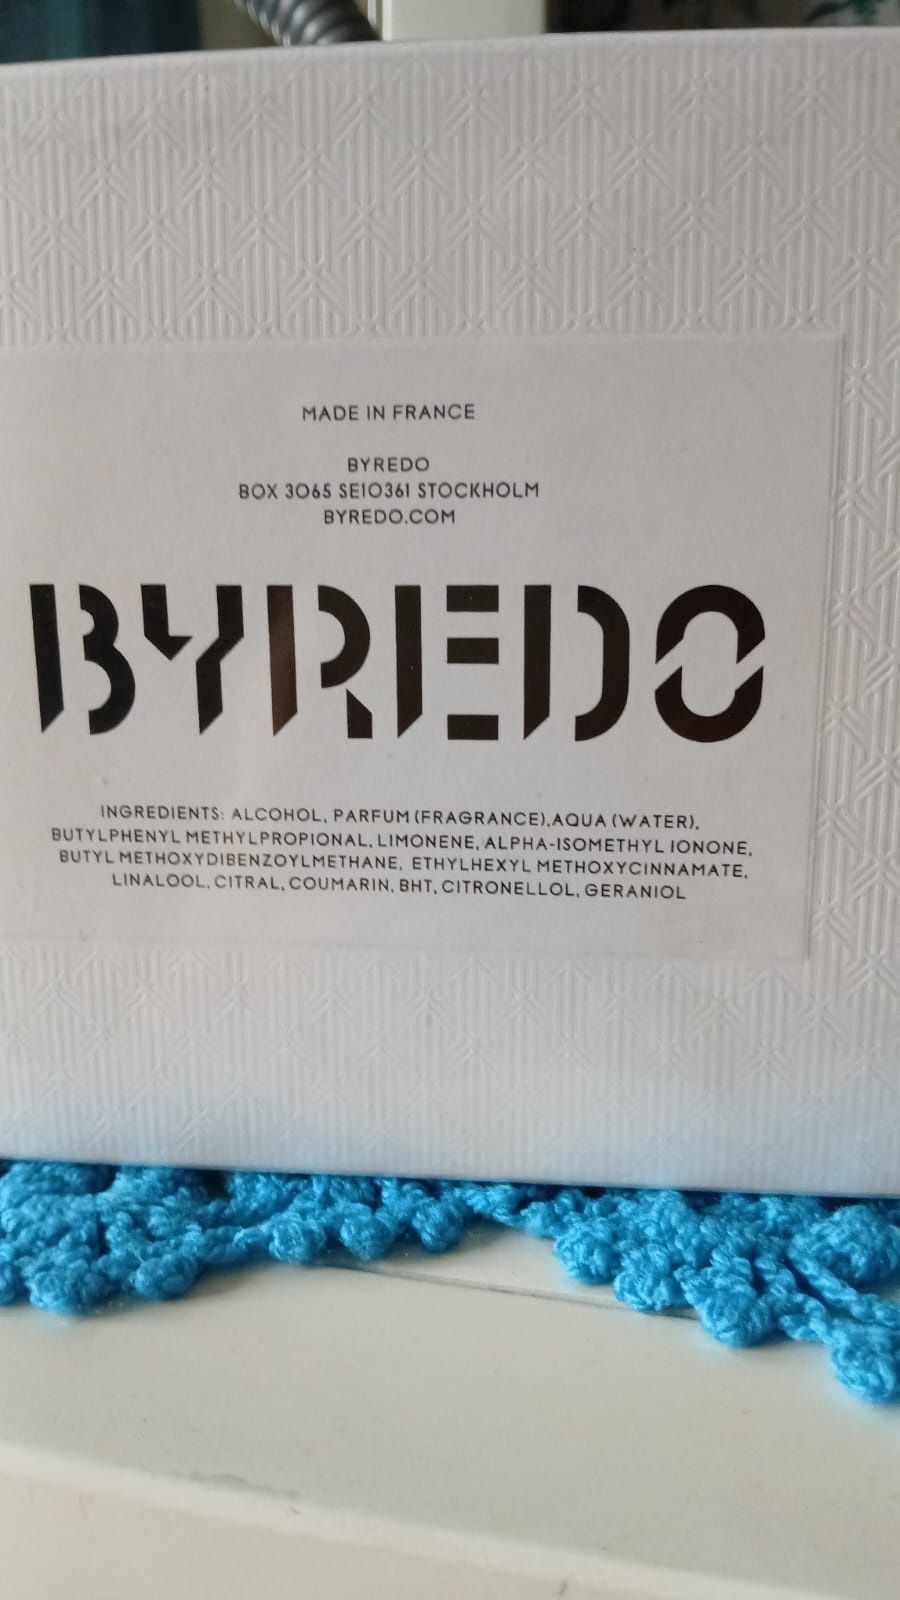 MADE IN FRANCE
BYREDO
BOX 3065 SE10361 STOCKHOLM
BYREDO.COM
BYREDO
INGREDIENTS: ALCOHOL, PARFUM (FRAGRANCE),AQUA (WATER),
BUTYLPHENYL METHYLPROPIONAL, LIMONENE, ALPHA-ISOMETHYL IONONE,
BUTYL METHOXYDIBENZOYLMETHANE, ETHYLHEXYL METHOXYCINNAMATE,
LINALOOL, CITRAL, COUMARIN, BHT, CITRONELLOL, GERANIOL